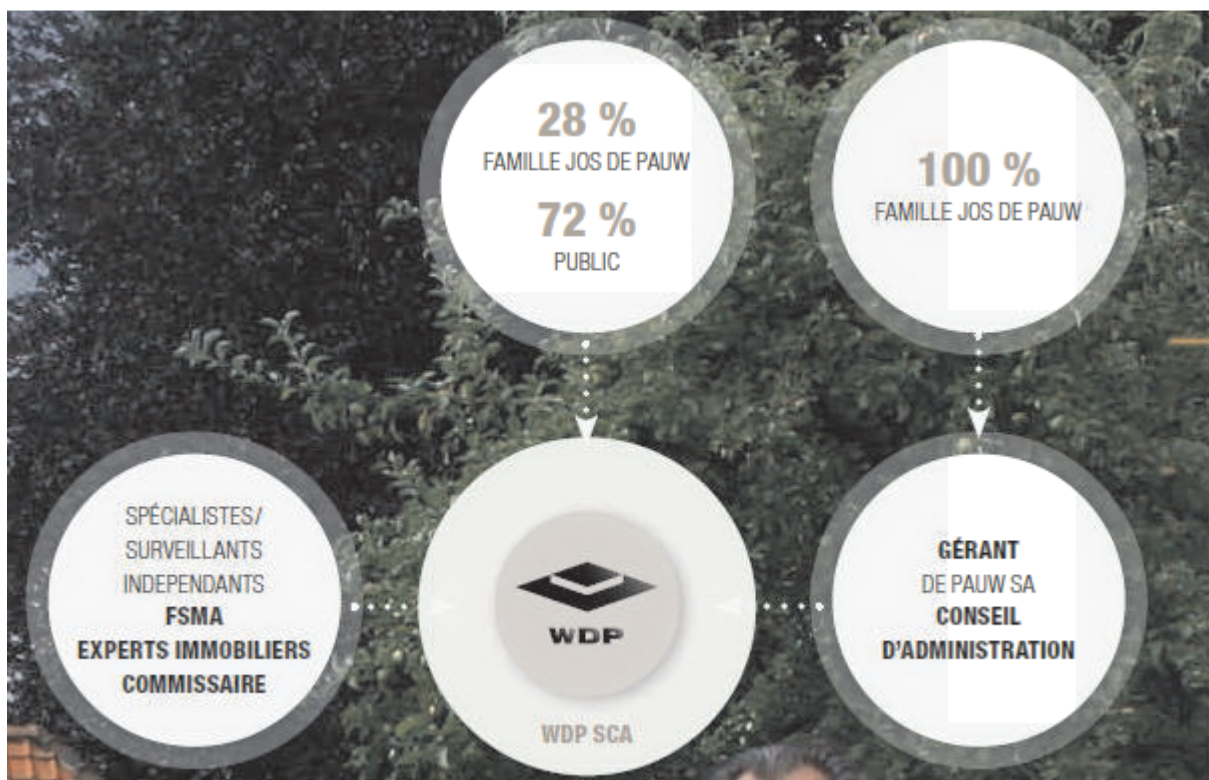 28 %
FAMILLE JOS DE PAUW
72 %
PUBLIC
100 %
FAMILLE JOS DE PAUW
SPÉCIALISTES/
SURVEILLANTS
INDEPENDANTS
FSMA
EXPERTS IMMOBILIERS
COMMISSAIRE
WDP
WDP SCA
GÉRANT
DE PAUW SA
CONSEIL
D'ADMINISTRATION